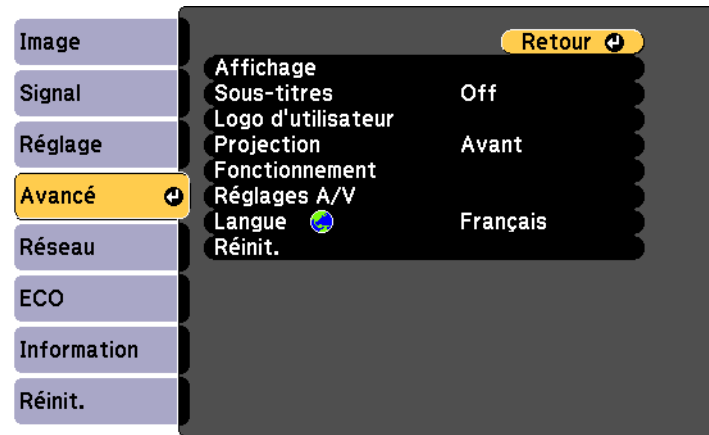 Image
Signal
Réglage
Avancé
Réseau
ECO
Information
Réinit.
Retour
Affichage
Sous-titres Off
Logo d'utilisateur
Projection Avant
Fonctionnement
Réglages A/V
Langue Français
Réinit.